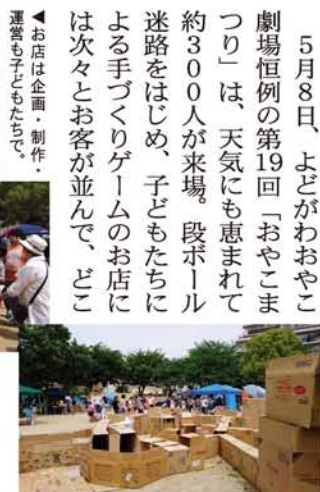 ５月８日、よどがわおやこ
劇場恒例の第19回「おやこま
つり」は、天気にも恵まれて
約３００人が来場。段ボール
迷路をはじめ、子どもたちに
よる手づくりゲームのお店に
は次々とお客が並んで、どこ
◀お店は企画・制作・
運営も子どもたちで。